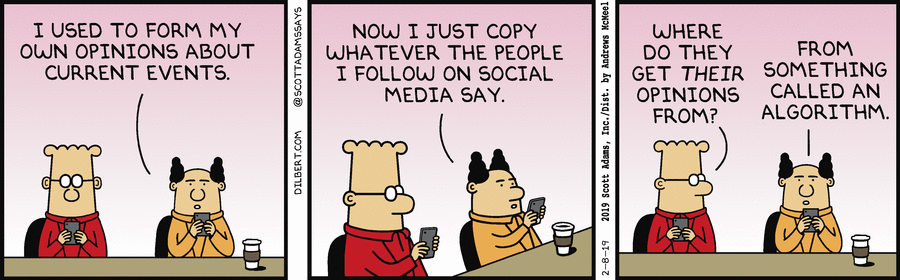 I USED TO FORM MY
OWN OPINIONS ABOUT
CURRENT EVENTS.
DILBERT.COM @SCOTTADAMSSAYS
NOW I JUST COPY
WHATEVER THE PEOPLE
I FOLLOW ON SOCIAL
MEDIA SAY.
2-8-19 2019 Scott Adams, Inc./Dist. by Andrews McMeel
WHERE
DO THEY
GET THEIR
OPINIONS
FROM?
FROM
SOMETHING
CALLED AN
ALGORITHM.